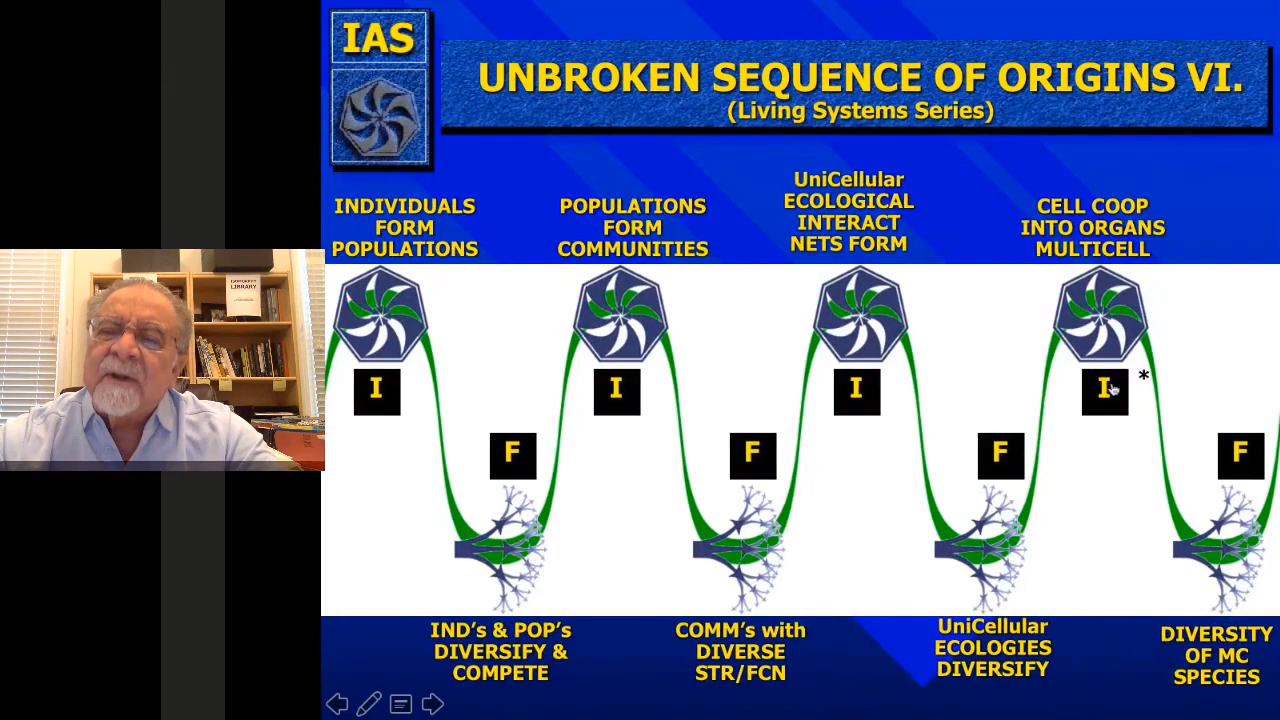 IAS
UNBROKEN SEQUENCE OF ORIGINS VI.
(Living Systems Series)
INDIVIDUALS
FORM
POPULATIONS
POPULATIONS
FORM
COMMUNITIES
UniCellular
ECOLOGICAL
INTERACT
NETS FORM
CELL COOP
INTO ORGANS
MULTICELL
I
I
I
I
*
F
F
F
F
IND's & POP's
DIVERSIFY &
COMPETE
COMM's with
DIVERSE
STR/FCN
UniCellular
ECOLOGIES
DIVERSIFY
DIVERSITY
OF MC
SPECIES
LIBRARY